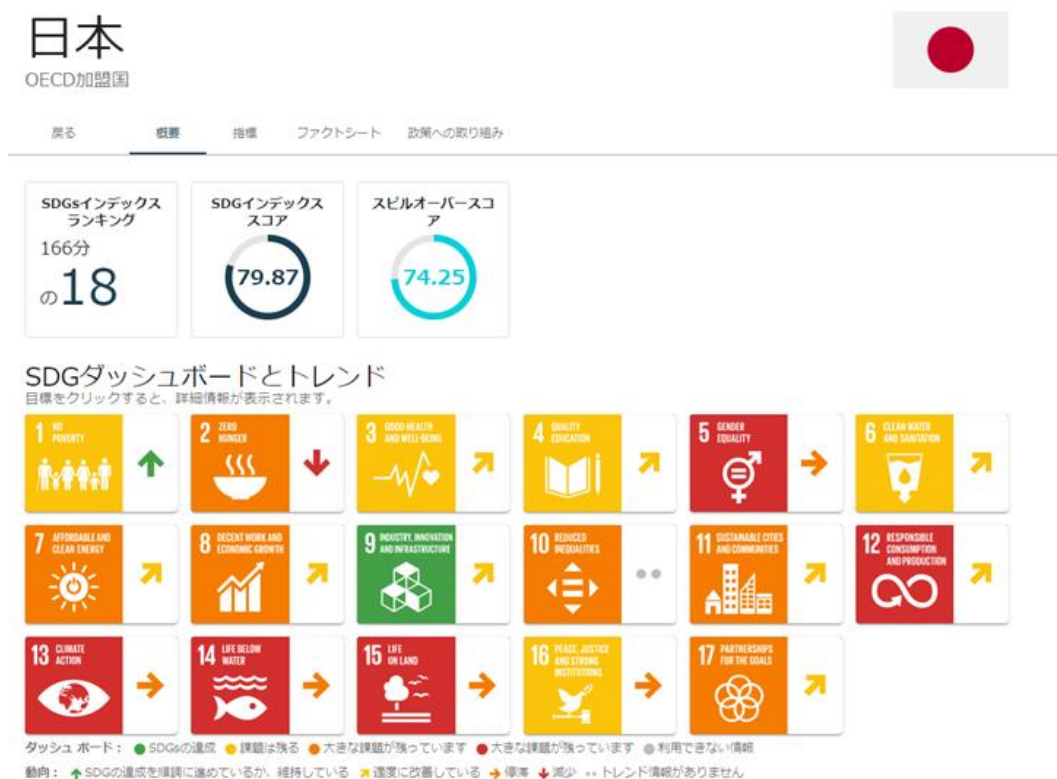 日本
OECD加盟国
戻る 概要 指標 ファクトシート 政策への取り組み
SDGsインデックス
ランキング
166分
の18
SDGインデックス
スコア
79.87
スピルオーバースコ
ア
74.25
SDGダッシュボードとトレンド
目標をクリックすると、詳細情報が表示されます。
1 NO
POVERTY
2 ZERO
HUNGER
3 GOOD HEALTH
AND WELL-BEING
4 QUALITY
EDUCATION
5 GENDER
EQUALITY
6 CLEAN WATER
AND SANITATION
7 AFFORDABLE AND
CLEAN ENERGY
8 DECENT WORK AND
ECONOMIC GROWTH
9 INDUSTRY, INNOVATION
AND INFRASTRUCTURE
10 REDUCED
INEQUALITIES
11 SUSTAINABLE CITIES
AND COMMUNITIES
12 RESPONSIBLE
CONSUMPTION
AND PRODUCTION
13 CLIMATE
ACTION
14 LIFE BELOW
WATER
15 LIFE
ON LAND
16 PEACE, JUSTICE
AND STRONG
INSTITUTIONS
17 PARTNERSHIPS
FOR THE GOALS
ダッシュ ボード： SDGsの達成 課題は残る 大きな課題が残っています 大きな課題が残っています 利用できない情報
動向： SDGの達成を順調に進めているか、維持している 適度に改善している 停滞 減少 トレンド情報がありません